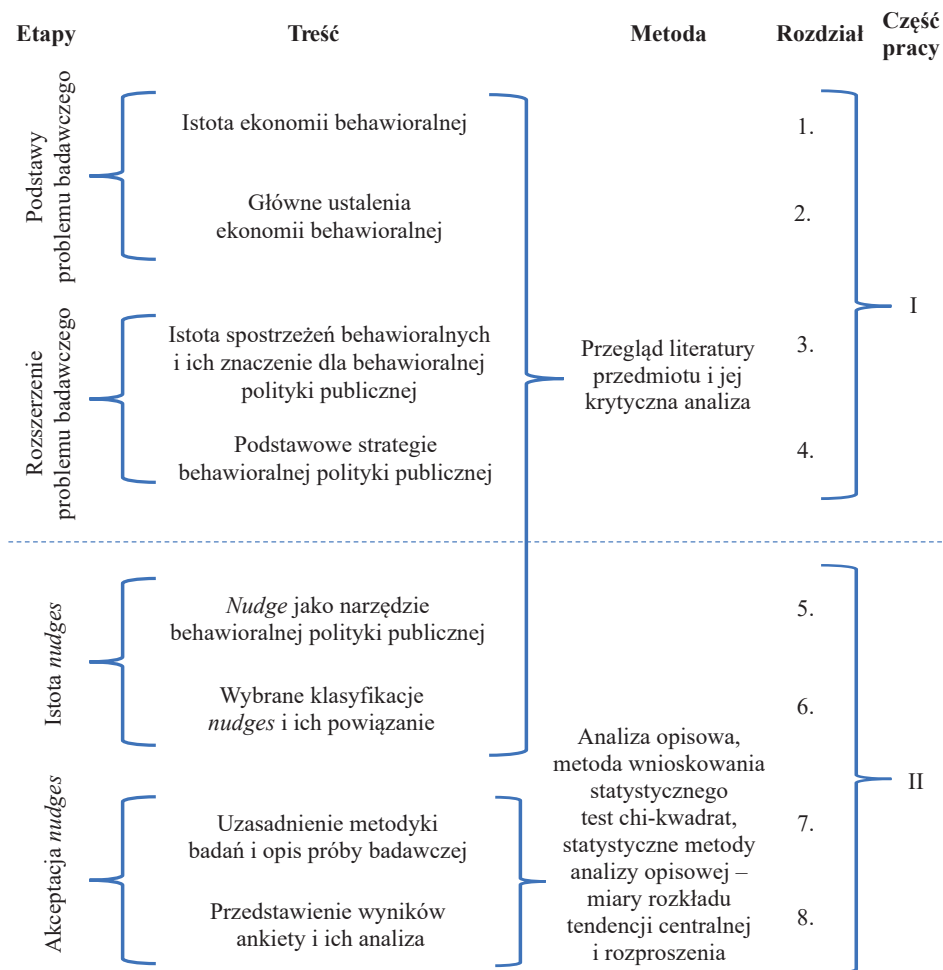 Etapy
Treść
Metoda
Rozdział
Część
pracy
Podstawy
problemu badawczego
Istota ekonomii behawioralnej
1.
Główne ustalenia
ekonomii behawioralnej
2.
Rozszerzenie
problemu badawczego
Istota spostrzeżeń behawioralnych
i ich znaczenie dla behawioralnej
polityki publicznej
3.
Podstawowe strategie
behawioralnej polityki publicznej
4.
Przegląd literatury
przedmiotu i jej
krytyczna analiza
I
Istota nudges
Nudge jako narzędzie
behawioralnej polityki publicznej
5.
Wybrane klasyfikacje
nudges i ich powiązanie
6.
Akceptacja nudges
Uzasadnienie metodyki
badań i opis próby badawczej
7.
Przedstawienie wyników
ankiety i ich analiza
8.
Analiza opisowa,
metoda wnioskowania
statystycznego
test chi-kwadrat,
statystyczne metody
analizy opisowej –
miary rozkładu
tendencji centralnej
i rozproszenia
II